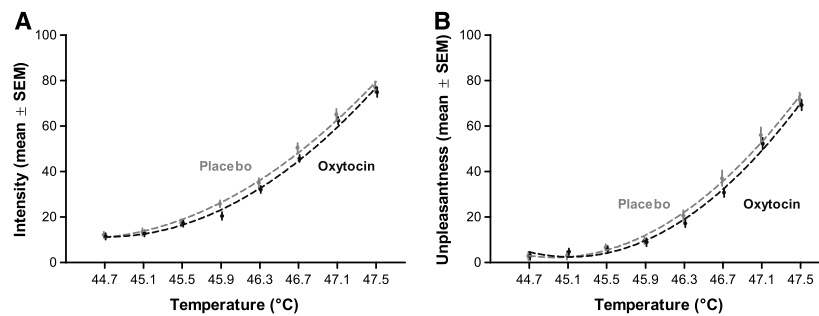 A
Intensity (mean ± SEM)
100
80
60
40
20
0
Placebo
Oxytocin
44.7 45.1 45.5 45.9 46.3 46.7 47.1 47.5
Temperature (°C)
B
Unpleasantness (mean ± SEM)
100
80
60
40
20
0
Placebo
Oxytocin
44.7 45.1 45.5 45.9 46.3 46.7 47.1 47.5
Temperature (°C)